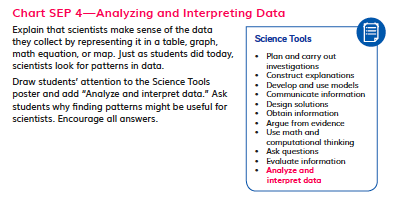 Chart SEP 4—Analyzing and Interpreting Data
Explain that scientists make sense of the data
they collect by representing it in a table, graph,
math equation, or map. Just as students did today,
scientists look for patterns in data.
Draw students’ attention to the Science Tools
poster and add “Analyze and interpret data.” Ask
students why finding patterns might be useful for
scientists. Encourage all answers.
Science Tools
• Plan and carry out
investigations
• Construct explanations
• Develop and use models
• Communicate information
• Design solutions
• Obtain information
• Argue from evidence
• Use math and
computational thinking
• Ask questions
• Evaluate information
• Analyze and
interpret data